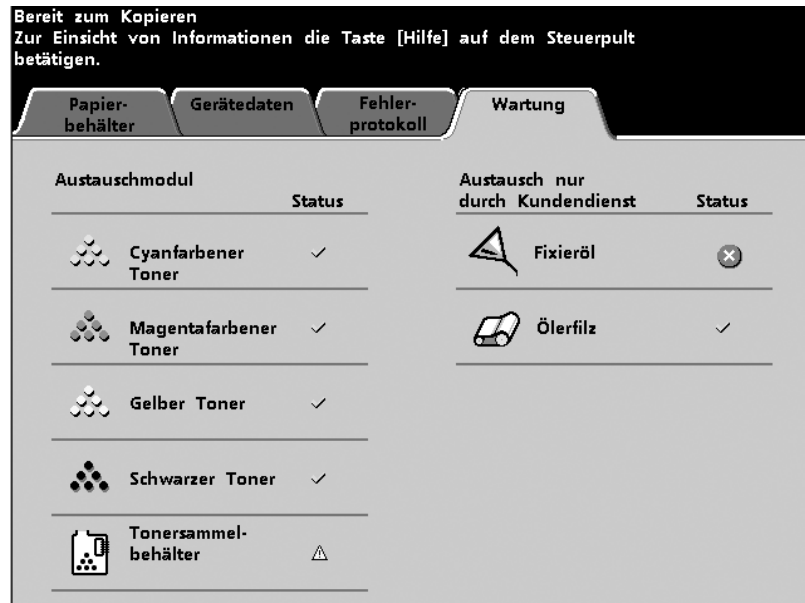 Bereit zum Kopieren
Zur Einsicht von Informationen die Taste [Hilfe] auf dem Steuerpult
betätigen.
Papier-
behälter
Gerätedaten
Fehler-
protokoll
Wartung
Austauschmodul
Status
Cyanfarbener
Toner
Magentafarbener
Toner
Gelber Toner
Schwarzer Toner
Tonersammel-
behälter
Austausch nur
durch Kundendienst
Status
Fixieröl
Ölerfilz